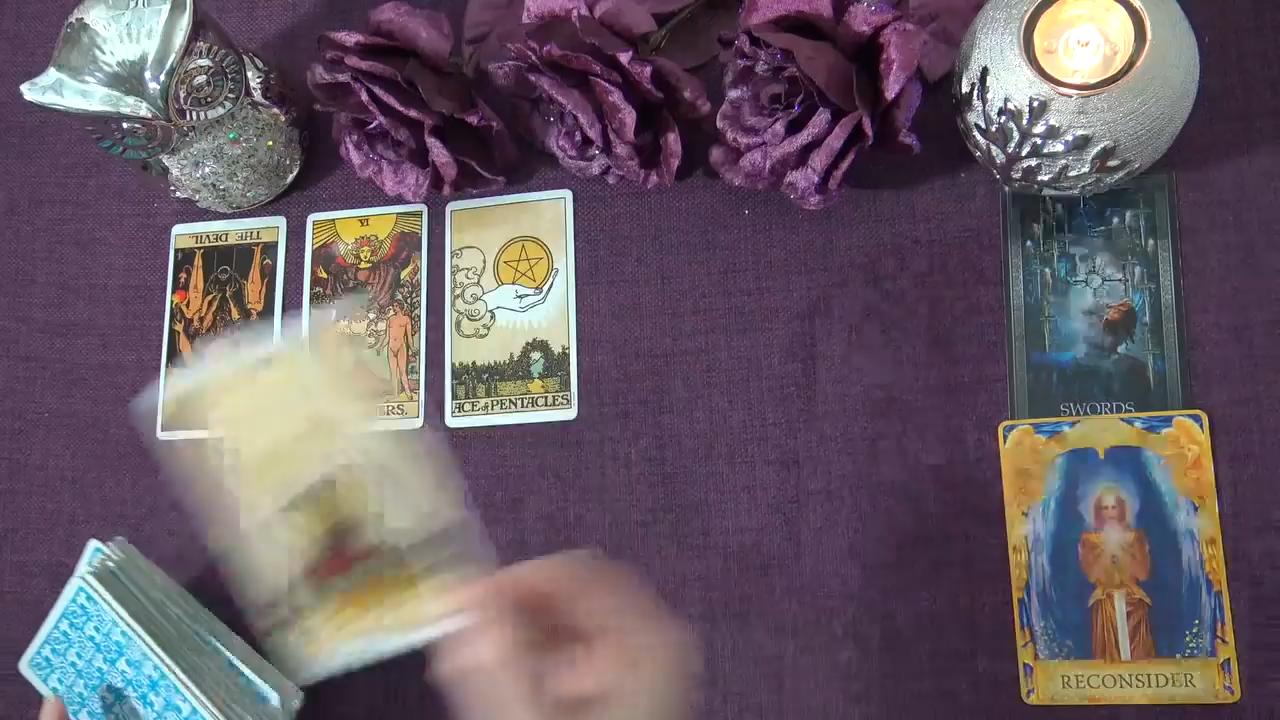 THE DEVIL.
VI
ERS.
ACE of PENTACLES.
SWORDS
RECONSIDER